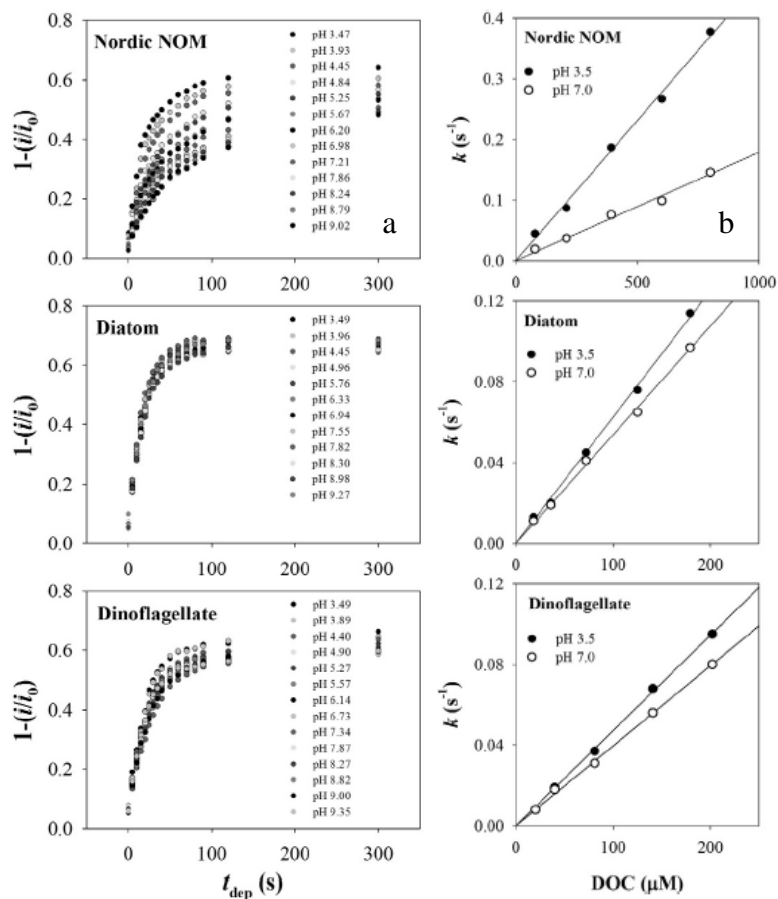 Nordic NOM
pH 3.47
pH 3.93
pH 4.45
pH 4.84
pH 5.25
pH 5.67
pH 6.20
pH 6.98
pH 7.21
pH 7.86
pH 8.24
pH 8.79
pH 9.02
a
1-(i/i0)
0.8
0.6
0.4
0.2
0.0
0 100 200 300
Nordic NOM
pH 3.5
pH 7.0
b
k (s-1)
0.4
0.3
0.2
0.1
0.0
0 500 1000
Diatom
pH 3.49
pH 3.96
pH 4.45
pH 4.96
pH 5.76
pH 6.33
pH 6.94
pH 7.55
pH 7.82
pH 8.30
pH 8.98
pH 9.27
1-(i/i0)
0.8
0.6
0.4
0.2
0.0
0 100 200 300
Diatom
pH 3.5
pH 7.0
k (s-1)
0.12
0.08
0.04
0.00
0 100 200
Dinoflagellate
pH 3.49
pH 3.89
pH 4.40
pH 4.90
pH 5.27
pH 5.57
pH 6.14
pH 6.73
pH 7.34
pH 7.87
pH 8.27
pH 8.82
pH 9.00
pH 9.35
1-(i/i0)
0.8
0.6
0.4
0.2
0.0
0 100 200 300
tdep (s)
Dinoflagellate
pH 3.5
pH 7.0
k (s-1)
0.12
0.08
0.04
0.00
0 100 200
DOC (μM)